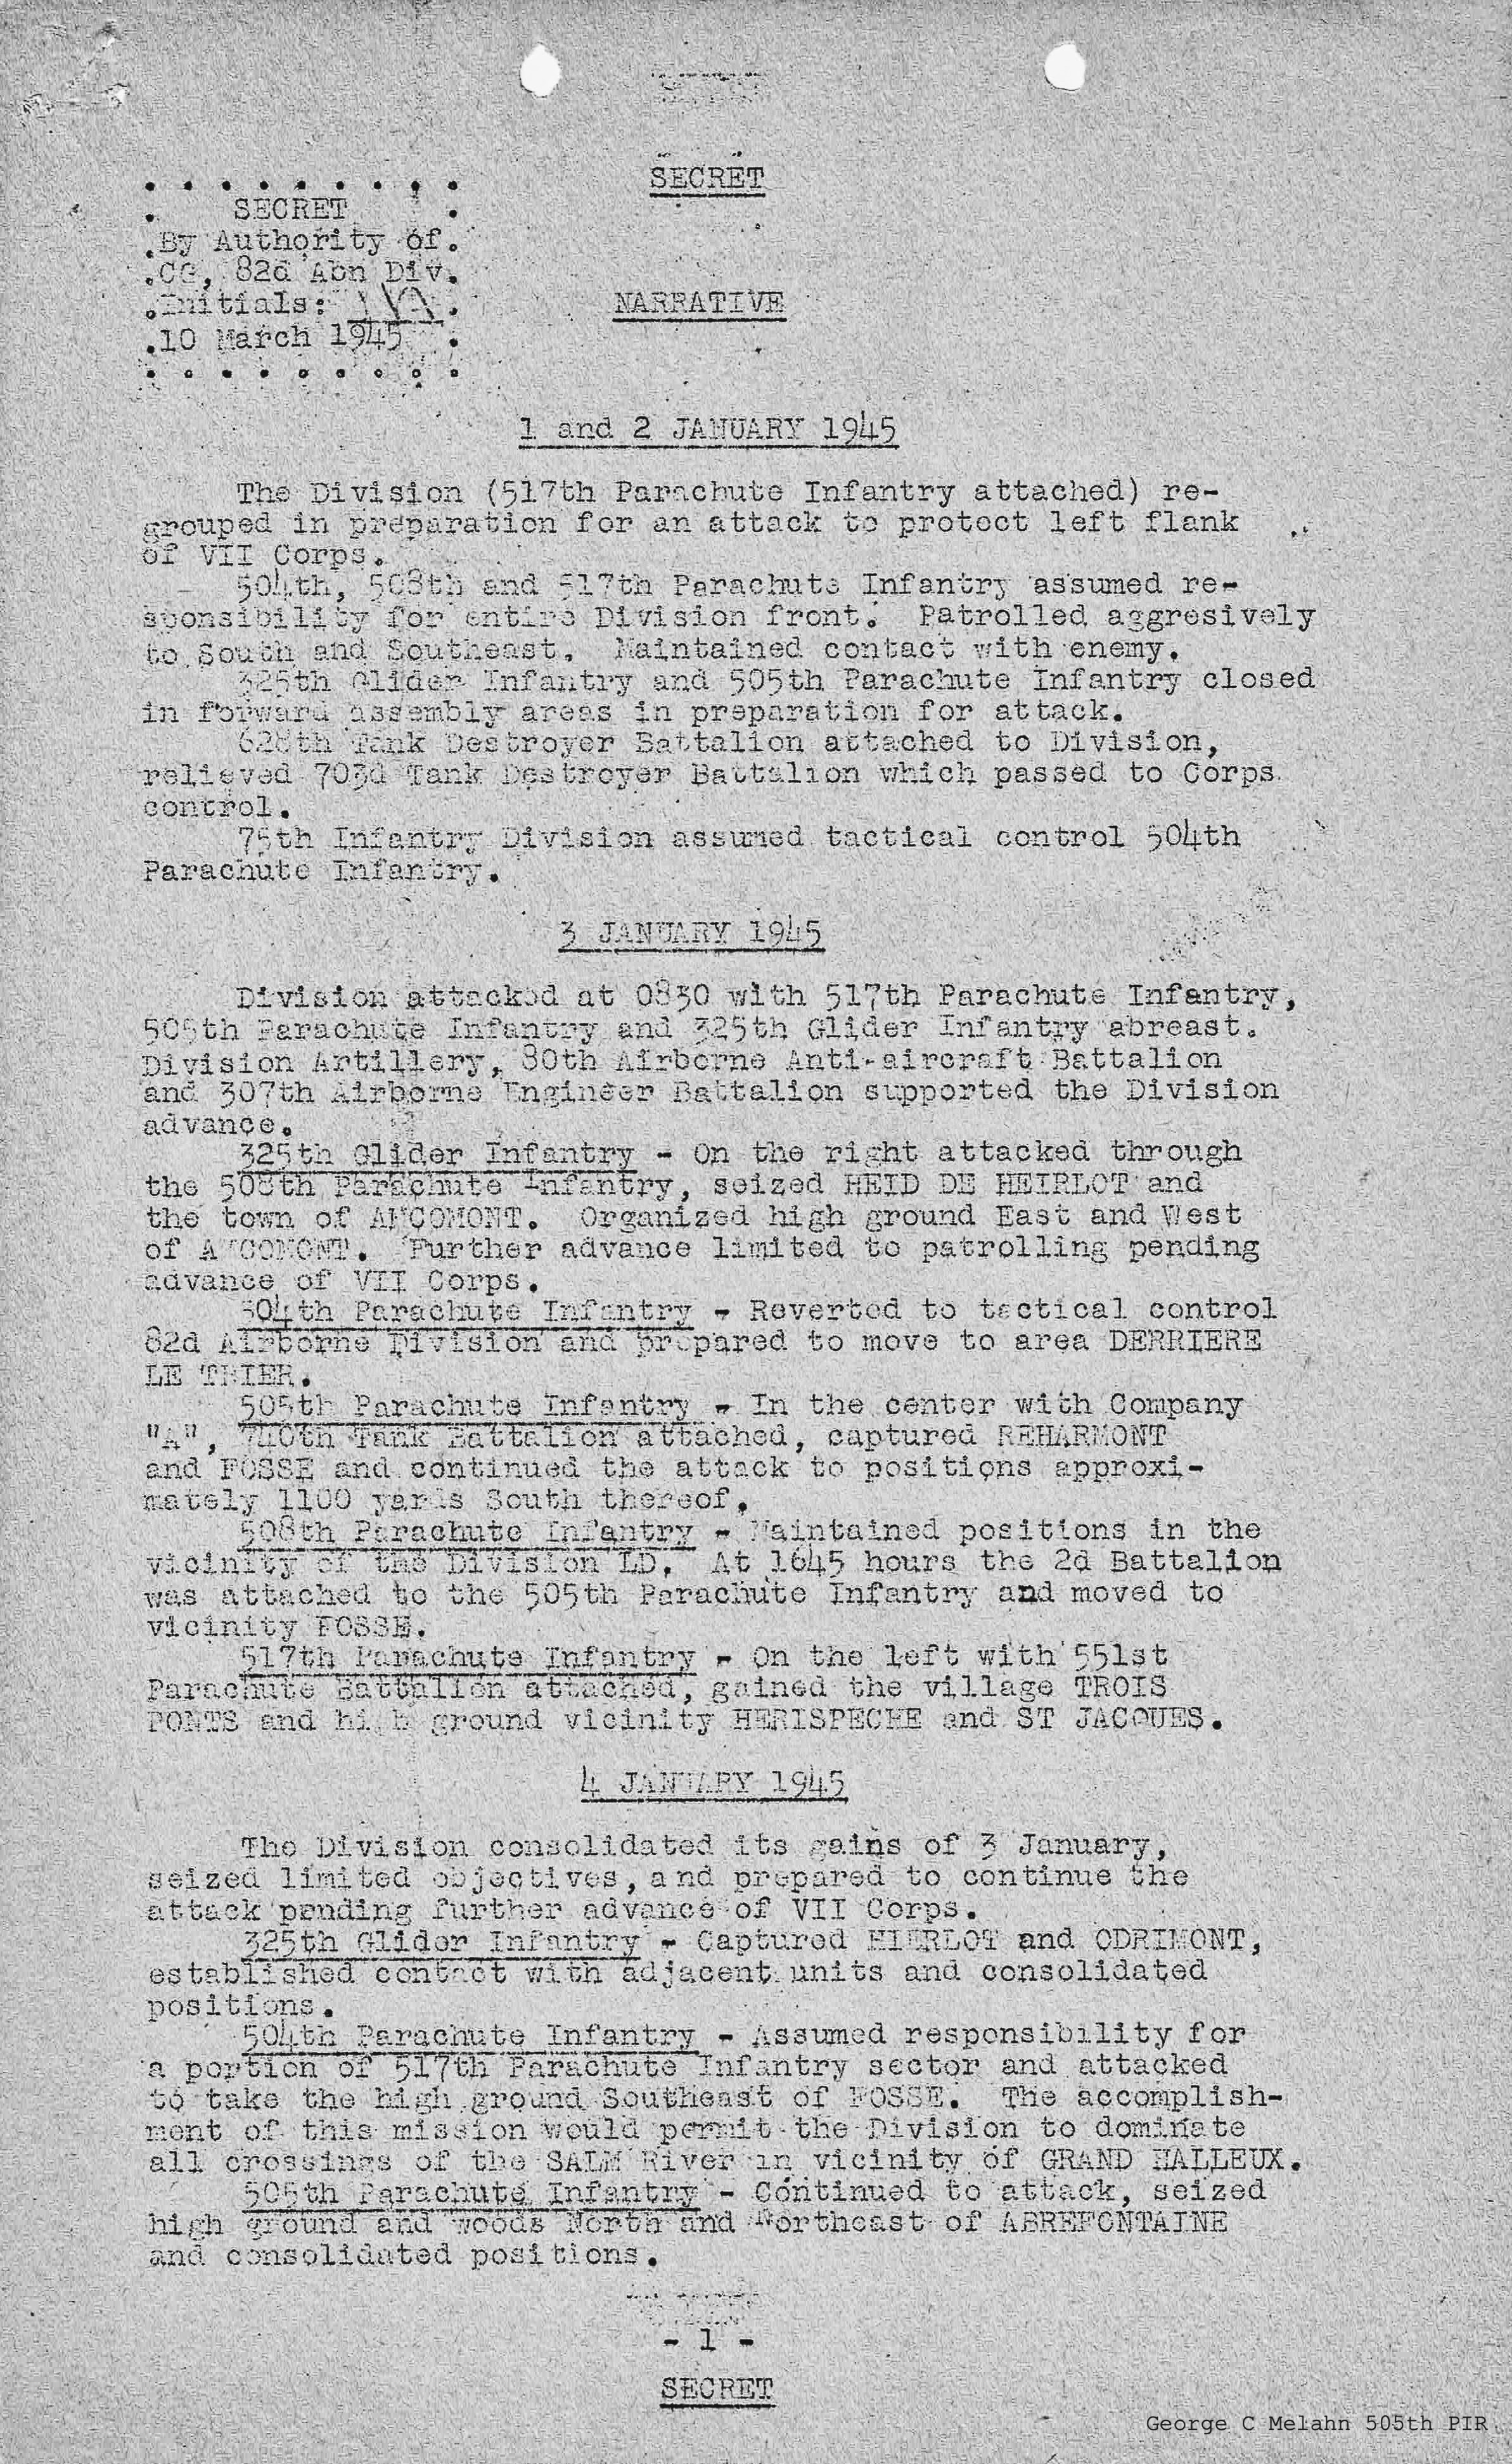 SECRET
SECRET
By Authority of
CG, 82d Abn Div.
Initials:
10 March 1945
NARRATIVE
1 and 2 JANUARY 1945
The Division (517th Parachute Infantry attached) re-
grouped in preparation for an attack to protect left flank
of VII Corps.
504th, 508th and 517th Parachute Infantry assumed re-
sponsibility for entire Division front. Patrolled aggresively
to South and Southeast. Maintained contact with enemy.
325th Glider Infantry and 505th Parachute Infantry closed
in forward assembly areas in preparation for attack.
628th Tank Destroyer Battalion attached to Division,
relieved 703d Tank Destroyer Battalion which passed to Corps
control.
75th Infantry Division assumed tactical control 504th
Parachute Infantry.
3 JANUARY 1945
Division attacked at 0830 with 517th Parachute Infantry,
505th Parachute Infantry and 325th Glider Infantry abreast.
Division Artillery, 80th Airborne Anti-aircraft Battalion
and 307th Airborne Engineer Battalion supported the Division
advance.
325th Glider Infantry - On the right attacked through
the 508th Parachute Infantry, seized HEID DE HEIRLOT and
the town of AMCOMONT. Organized high ground East and West
of AMCOMONT. Further advance limited to patrolling pending
advance of VII Corps.
504th Parachute Infantry - Reverted to tactical control
82d Airborne Division and prepared to move to area DERRIERE
LE THIER.
505th Parachute Infantry - In the center with Company
"A", 740th Tank Battalion attached, captured REHARMONT
and FOSSE and continued the attack to positions approxi-
mately 1100 yards South thereof.
508th Parachute Infantry - Maintained positions in the
vicinity of the Division LD. At 1645 hours the 2d Battalion
was attached to the 505th Parachute Infantry and moved to
vicinity FOSSE.
517th Parachute Infantry - On the left with 551st
Parachute Battalion attached, gained the village TROIS
PONTS and high ground vicinity HERISPECHE and ST JACQUES.
4 JANUARY 1945
The Division consolidated its gains of 3 January,
seized limited objectives, and prepared to continue the
attack pending further advance of VII Corps.
325th Glider Infantry - Captured HIERLOT and ODRIMONT,
established contact with adjacent units and consolidated
positions.
504th Parachute Infantry - Assumed responsibility for
a portion of 517th Parachute Infantry sector and attacked
to take the high ground Southeast of FOSSE. The accomplish-
ment of this mission would permit the Division to dominate
all crossings of the SALM River in vicinity of GRAND HALLEUX.
505th Parachute Infantry - Continued to attack, seized
high ground and woods North and Northeast of ABREFONTAINE
and consolidated positions.
- 1 -
SECRET
George C Melahn 505th PIR